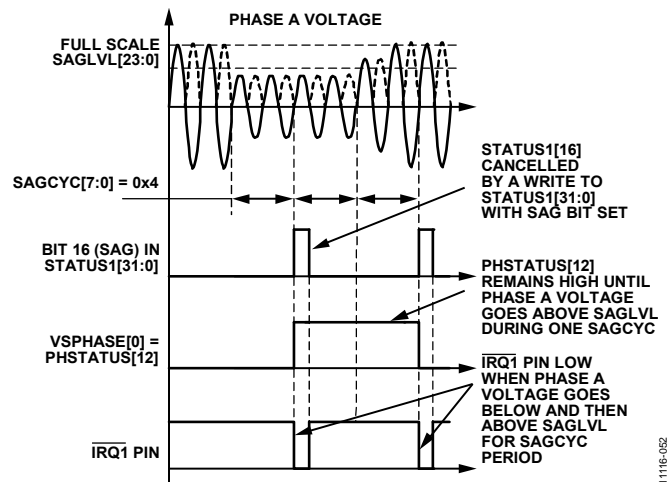 PHASE A VOLTAGE
FULL SCALE
SAGLVL[23:0]
SAGCYC[7:0] = 0x4
STATUS1[16]
CANCELLED
BY A WRITE TO
STATUS1[31:0]
WITH SAG BIT SET
BIT 16 (SAG) IN
STATUS1[31:0]
PHSTATUS[12]
REMAINS HIGH UNTIL
PHASE A VOLTAGE
GOES ABOVE SAGLVL
DURING ONE SAGCYC
VSPHASE[0] =
PHSTATUS[12]
IRQ1 PIN LOW
WHEN PHASE A
VOLTAGE GOES
BELOW AND THEN
ABOVE SAGLVL
FOR SAGCYC
PERIOD
IRQ1 PIN
11116-052